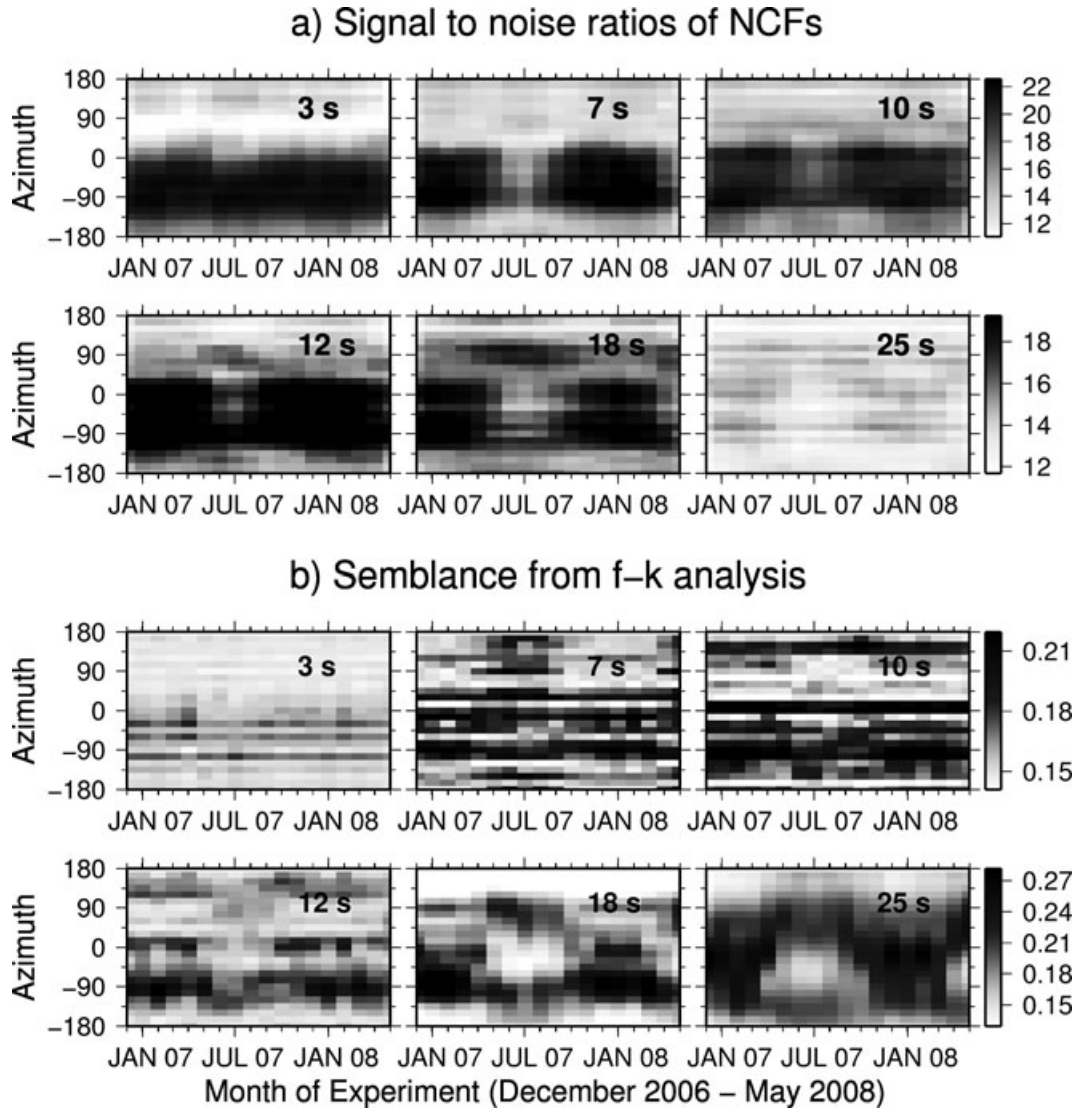 a) Signal to noise ratios of NCFs
180
90
0
−90
−180
Azimuth
3 s
7 s
10 s
22
20
18
16
14
12
JAN 07 JUL 07 JAN 08 JAN 07 JUL 07 JAN 08 JAN 07 JUL 07 JAN 08
180
90
0
−90
−180
Azimuth
12 s
18 s
25 s
18
16
14
12
JAN 07 JUL 07 JAN 08 JAN 07 JUL 07 JAN 08 JAN 07 JUL 07 JAN 08
b) Semblance from f−k analysis
180
90
0
−90
−180
Azimuth
3 s
7 s
10 s
0.21
0.18
0.15
JAN 07 JUL 07 JAN 08 JAN 07 JUL 07 JAN 08 JAN 07 JUL 07 JAN 08
180
90
0
−90
−180
Azimuth
12 s
18 s
25 s
0.27
0.24
0.21
0.18
0.15
JAN 07 JUL 07 JAN 08 JAN 07 JUL 07 JAN 08 JAN 07 JUL 07 JAN 08
Month of Experiment (December 2006 − May 2008)